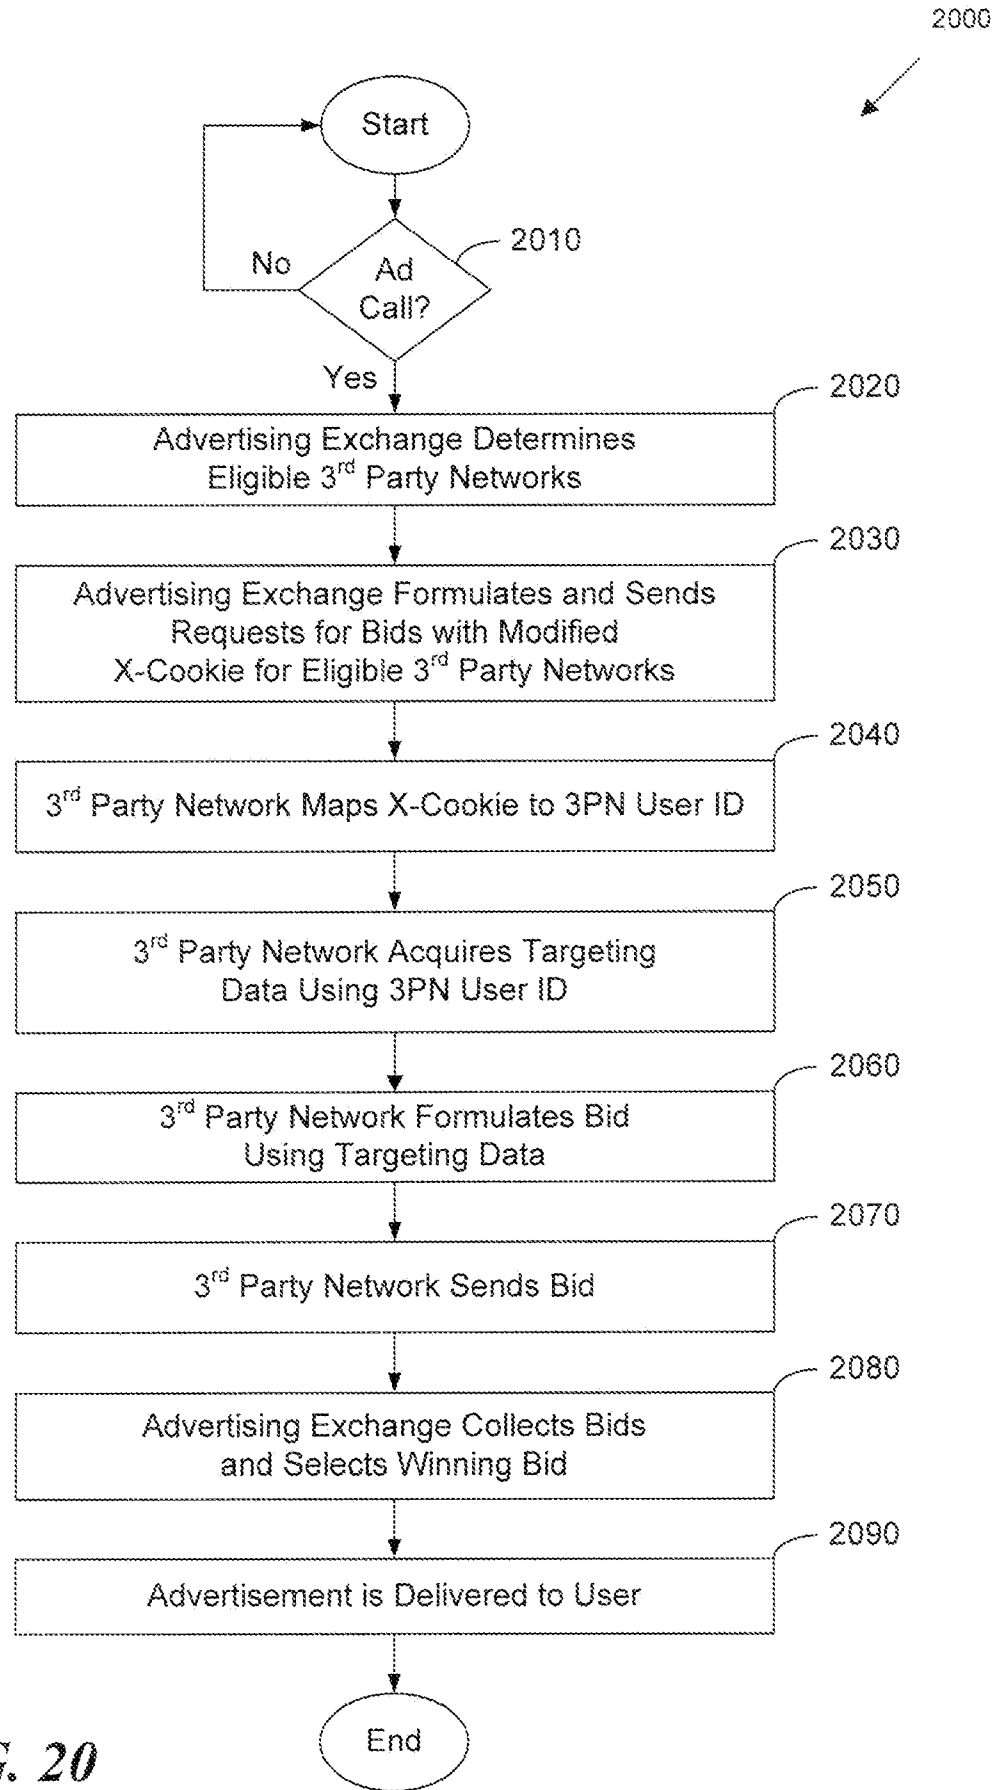 2000
Start
2010
Ad
Call?
No
Yes
2020
Advertising Exchange Determines
Eligible 3rd Party Networks
2030
Advertising Exchange Formulates and Sends
Requests for Bids with Modified
X-Cookie for Eligible 3rd Party Networks
2040
3rd Party Network Maps X-Cookie to 3PN User ID
2050
3rd Party Network Acquires Targeting
Data Using 3PN User ID
2060
3rd Party Network Formulates Bid
Using Targeting Data
2070
3rd Party Network Sends Bid
2080
Advertising Exchange Collects Bids
and Selects Winning Bid
2090
Advertisement is Delivered to User
End
20